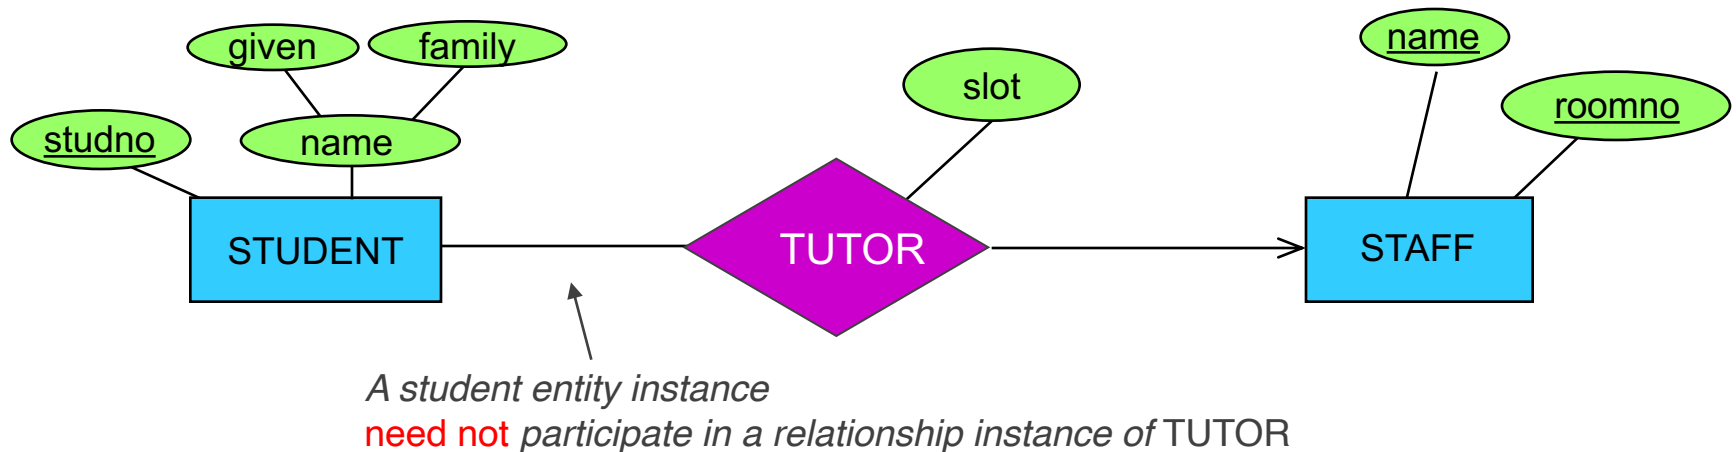 given
family
name
slot
studno
name
roomno
STUDENT
TUTOR
STAFF
A student entity instance
need not participate in a relationship instance of TUTOR